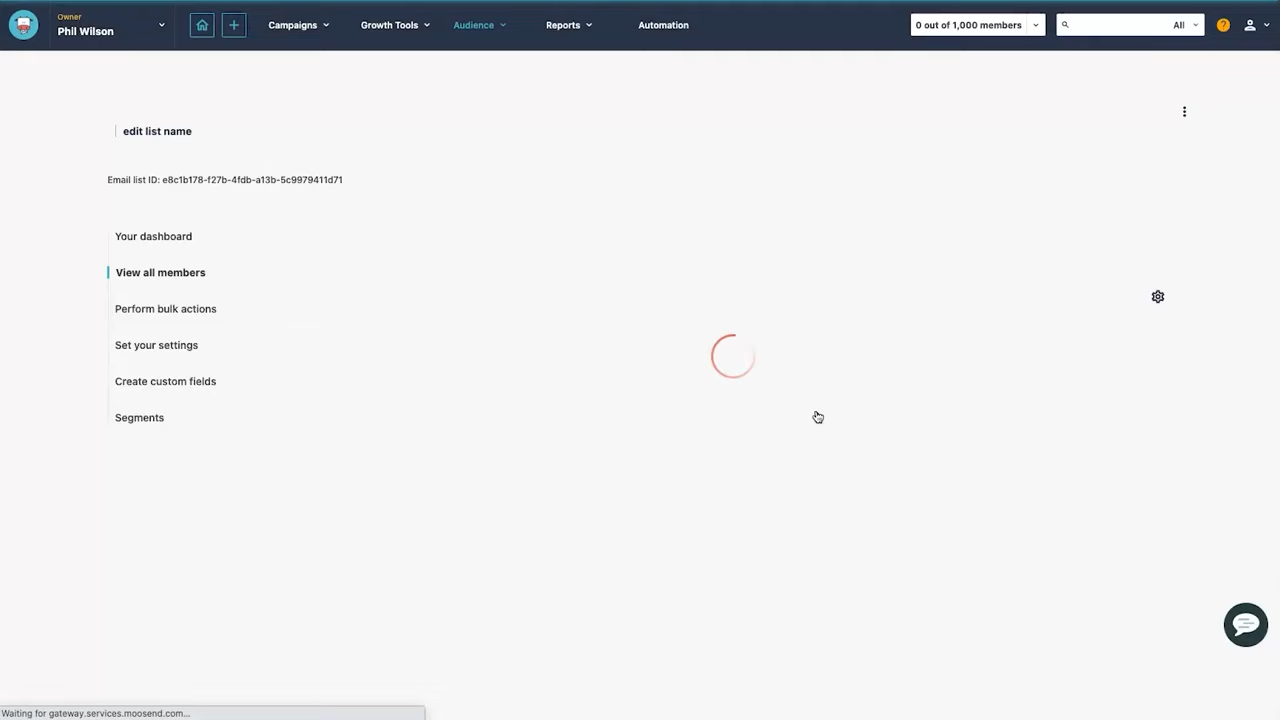 Owner
Phil Wilson
Campaigns
Growth Tools
Audience
Reports
Automation
0 out of 1,000 members
All
?
edit list name
Email list ID: e8c1b178-f27b-4fdb-a13b-5c9979411d71
Your dashboard
View all members
Perform bulk actions
Set your settings
Create custom fields
Segments
Waiting for gateway.services.moosend.com...